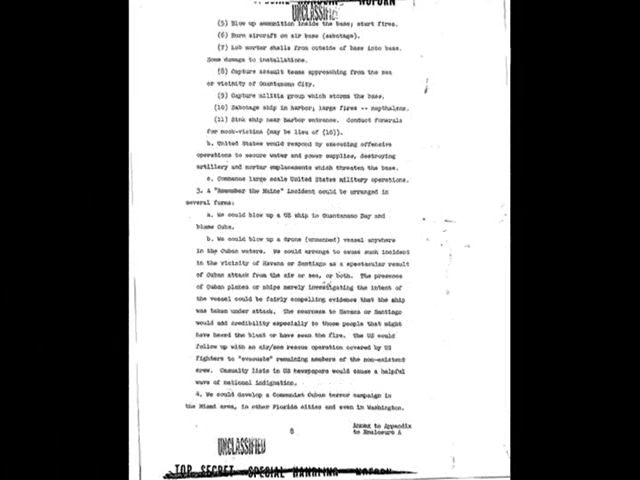 TOP SECRET SPECIAL HANDLING NOFORN
UNCLASSIFIED
(5) Blow up ammunition inside the base; start fires.
(6) Burn aircraft on air base (sabotage).
(7) Lob mortar shells from outside of base into base.
Some damage to installations.
(8) Capture assault teams approaching from the sea
or vicinity of Guantanamo City.
(9) Capture militia group which storms the base.
(10) Sabotage ship in harbor; large fires -- napthalene.
(11) Sink ship near harbor entrance. Conduct funerals
for mock-victims (may be lieu of (10)).
b. United States would respond by executing offensive
operations to secure water and power supplies, destroying
artillery and mortar emplacements which threaten the base.
c. Commence large scale United States military operations.
3. A "Remember the Maine" incident could be arranged in
several forms:
a. We could blow up a US ship in Guantanamo Bay and
blame Cuba.
b. We could blow up a drone (unmanned) vessel anywhere
in the Cuban waters. We could arrange to cause such incident
in the vicinity of Havana or Santiago as a spectacular result
of Cuban attack from the air or sea, or both. The presence
of Cuban planes or ships merely investigating the intent of
the vessel could be fairly compelling evidence that the ship
was taken under attack. The nearness to Havana or Santiago
would add credibility especially to those people that might
have heard the blast or have seen the fire. The US could
follow up with an air/sea rescue operation covered by US
fighters to "evacuate" remaining members of the non-existent
crew. Casualty lists in US newspapers would cause a helpful
wave of national indignation.
4. We could develop a Communist Cuban terror campaign in
the Miami area, in other Florida cities and even in Washington.
8
Annex to Appendix
to Enclosure A
UNCLASSIFIED
TOP SECRET SPECIAL HANDLING NOFORN